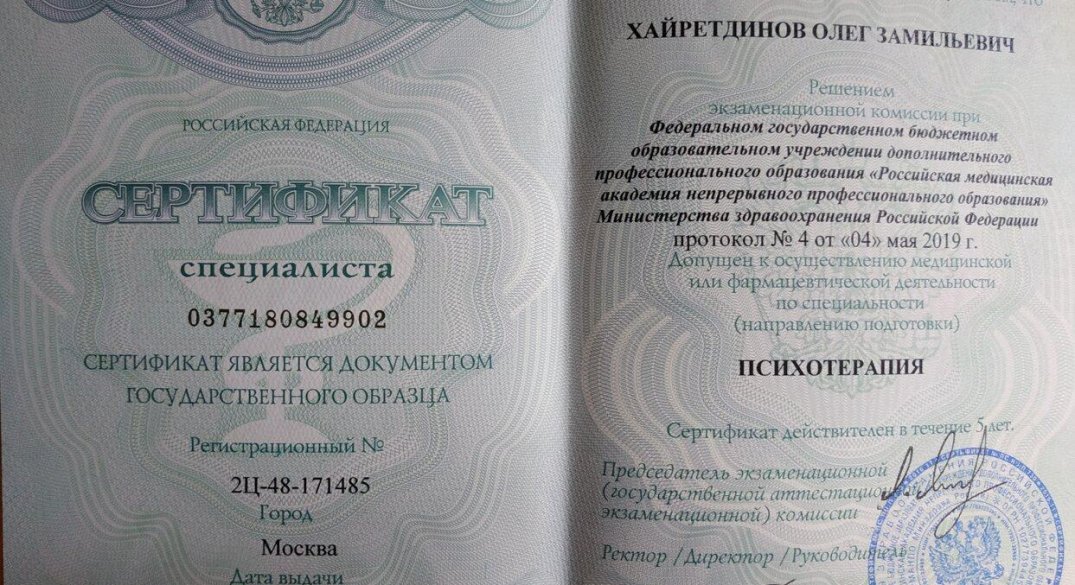 РОССИЙСКАЯ ФЕДЕРАЦИЯ
СЕРТИФИКАТ
специалиста
0377180849902
СЕРТИФИКАТ ЯВЛЯЕТСЯ ДОКУМЕНТОМ
ГОСУДАРСТВЕННОГО ОБРАЗЦА
Регистрационный №
2Ц-48-171485
Город
Москва
Дата выдачи
ХАЙРЕТДИНОВ ОЛЕГ ЗАМИЛЬЕВИЧ
Решением
экзаменационной комиссии при
Федеральном государственном бюджетном
образовательном учреждении дополнительного
профессионального образования «Российская медицинская
академия непрерывного профессионального образования»
Министерства здравоохранения Российской Федерации
протокол № 4 от «04» мая 2019 г.
Допущен к осуществлению медицинской
или фармацевтической деятельности
по специальности
(направлению подготовки)
ПСИХОТЕРАПИЯ
Сертификат действителен в течение 5 лет.
Председатель экзаменационной
(государственной аттестацио
экзаменационной) комиссии
Ректор /Директор /Руководитель